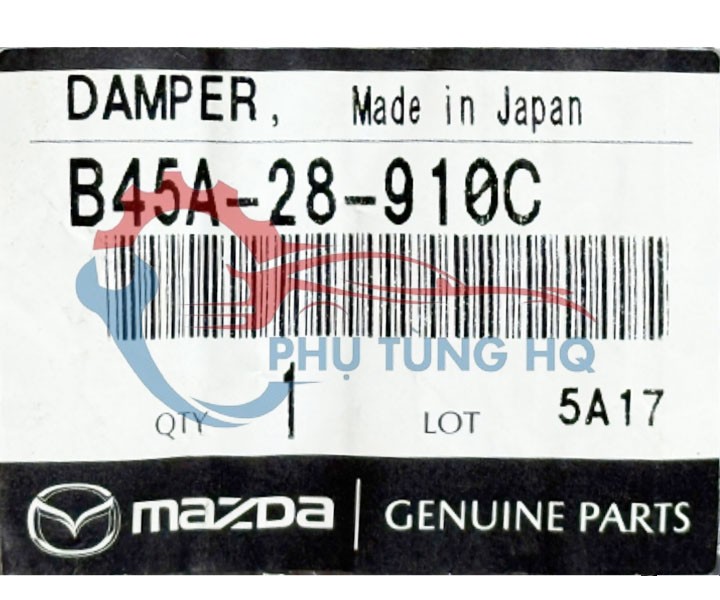 DAMPER, Made in Japan
B45A-28-910C
PHỤ TÙNG HQ
QTY 1 LOT 5A17
mazda GENUINE PARTS